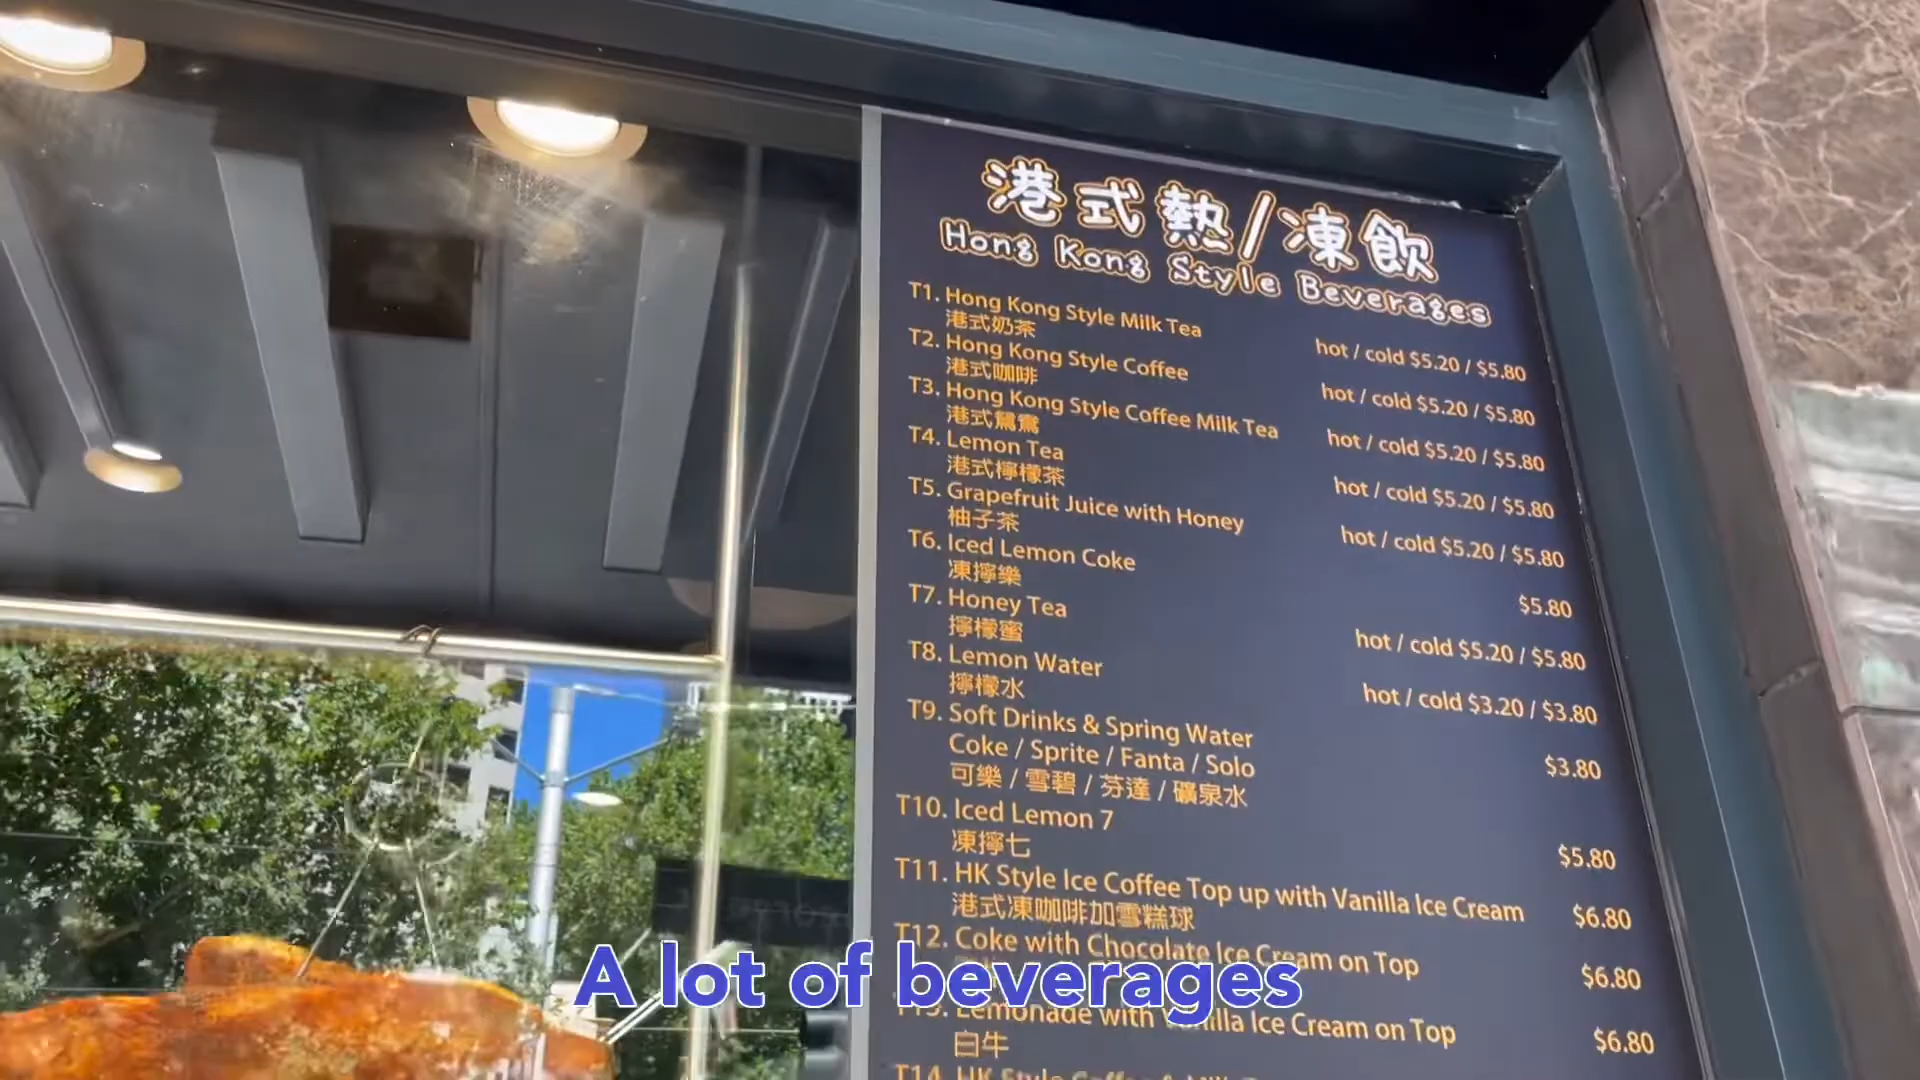 港式熱/凍飲
Hong Kong Style Beverages
T1. Hong Kong Style Milk Tea hot / cold $5.20 / $5.80
港式奶茶
T2. Hong Kong Style Coffee hot / cold $5.20 / $5.80
港式咖啡
T3. Hong Kong Style Coffee Milk Tea hot / cold $5.20 / $5.80
港式鴛鴦
T4. Lemon Tea hot / cold $5.20 / $5.80
港式檸檬茶
T5. Grapefruit Juice with Honey hot / cold $5.20 / $5.80
柚子茶
T6. Iced Lemon Coke $5.80
凍檸樂
T7. Honey Tea hot / cold $5.20 / $5.80
檸檬蜜
T8. Lemon Water hot / cold $3.20 / $3.80
檸檬水
T9. Soft Drinks & Spring Water $3.80
Coke / Sprite / Fanta / Solo
可樂 / 雪碧 / 芬達 / 礦泉水
T10. Iced Lemon 7 $5.80
凍檸七
T11. HK Style Ice Coffee Top up with Vanilla Ice Cream $6.80
港式凍咖啡加雪糕球
T12. Coke with Chocolate Ice Cream on Top $6.80
A lot of beverages
T13. Lemonade with Vanilla Ice Cream on Top $6.80
白牛
T14. HK Style Coffee